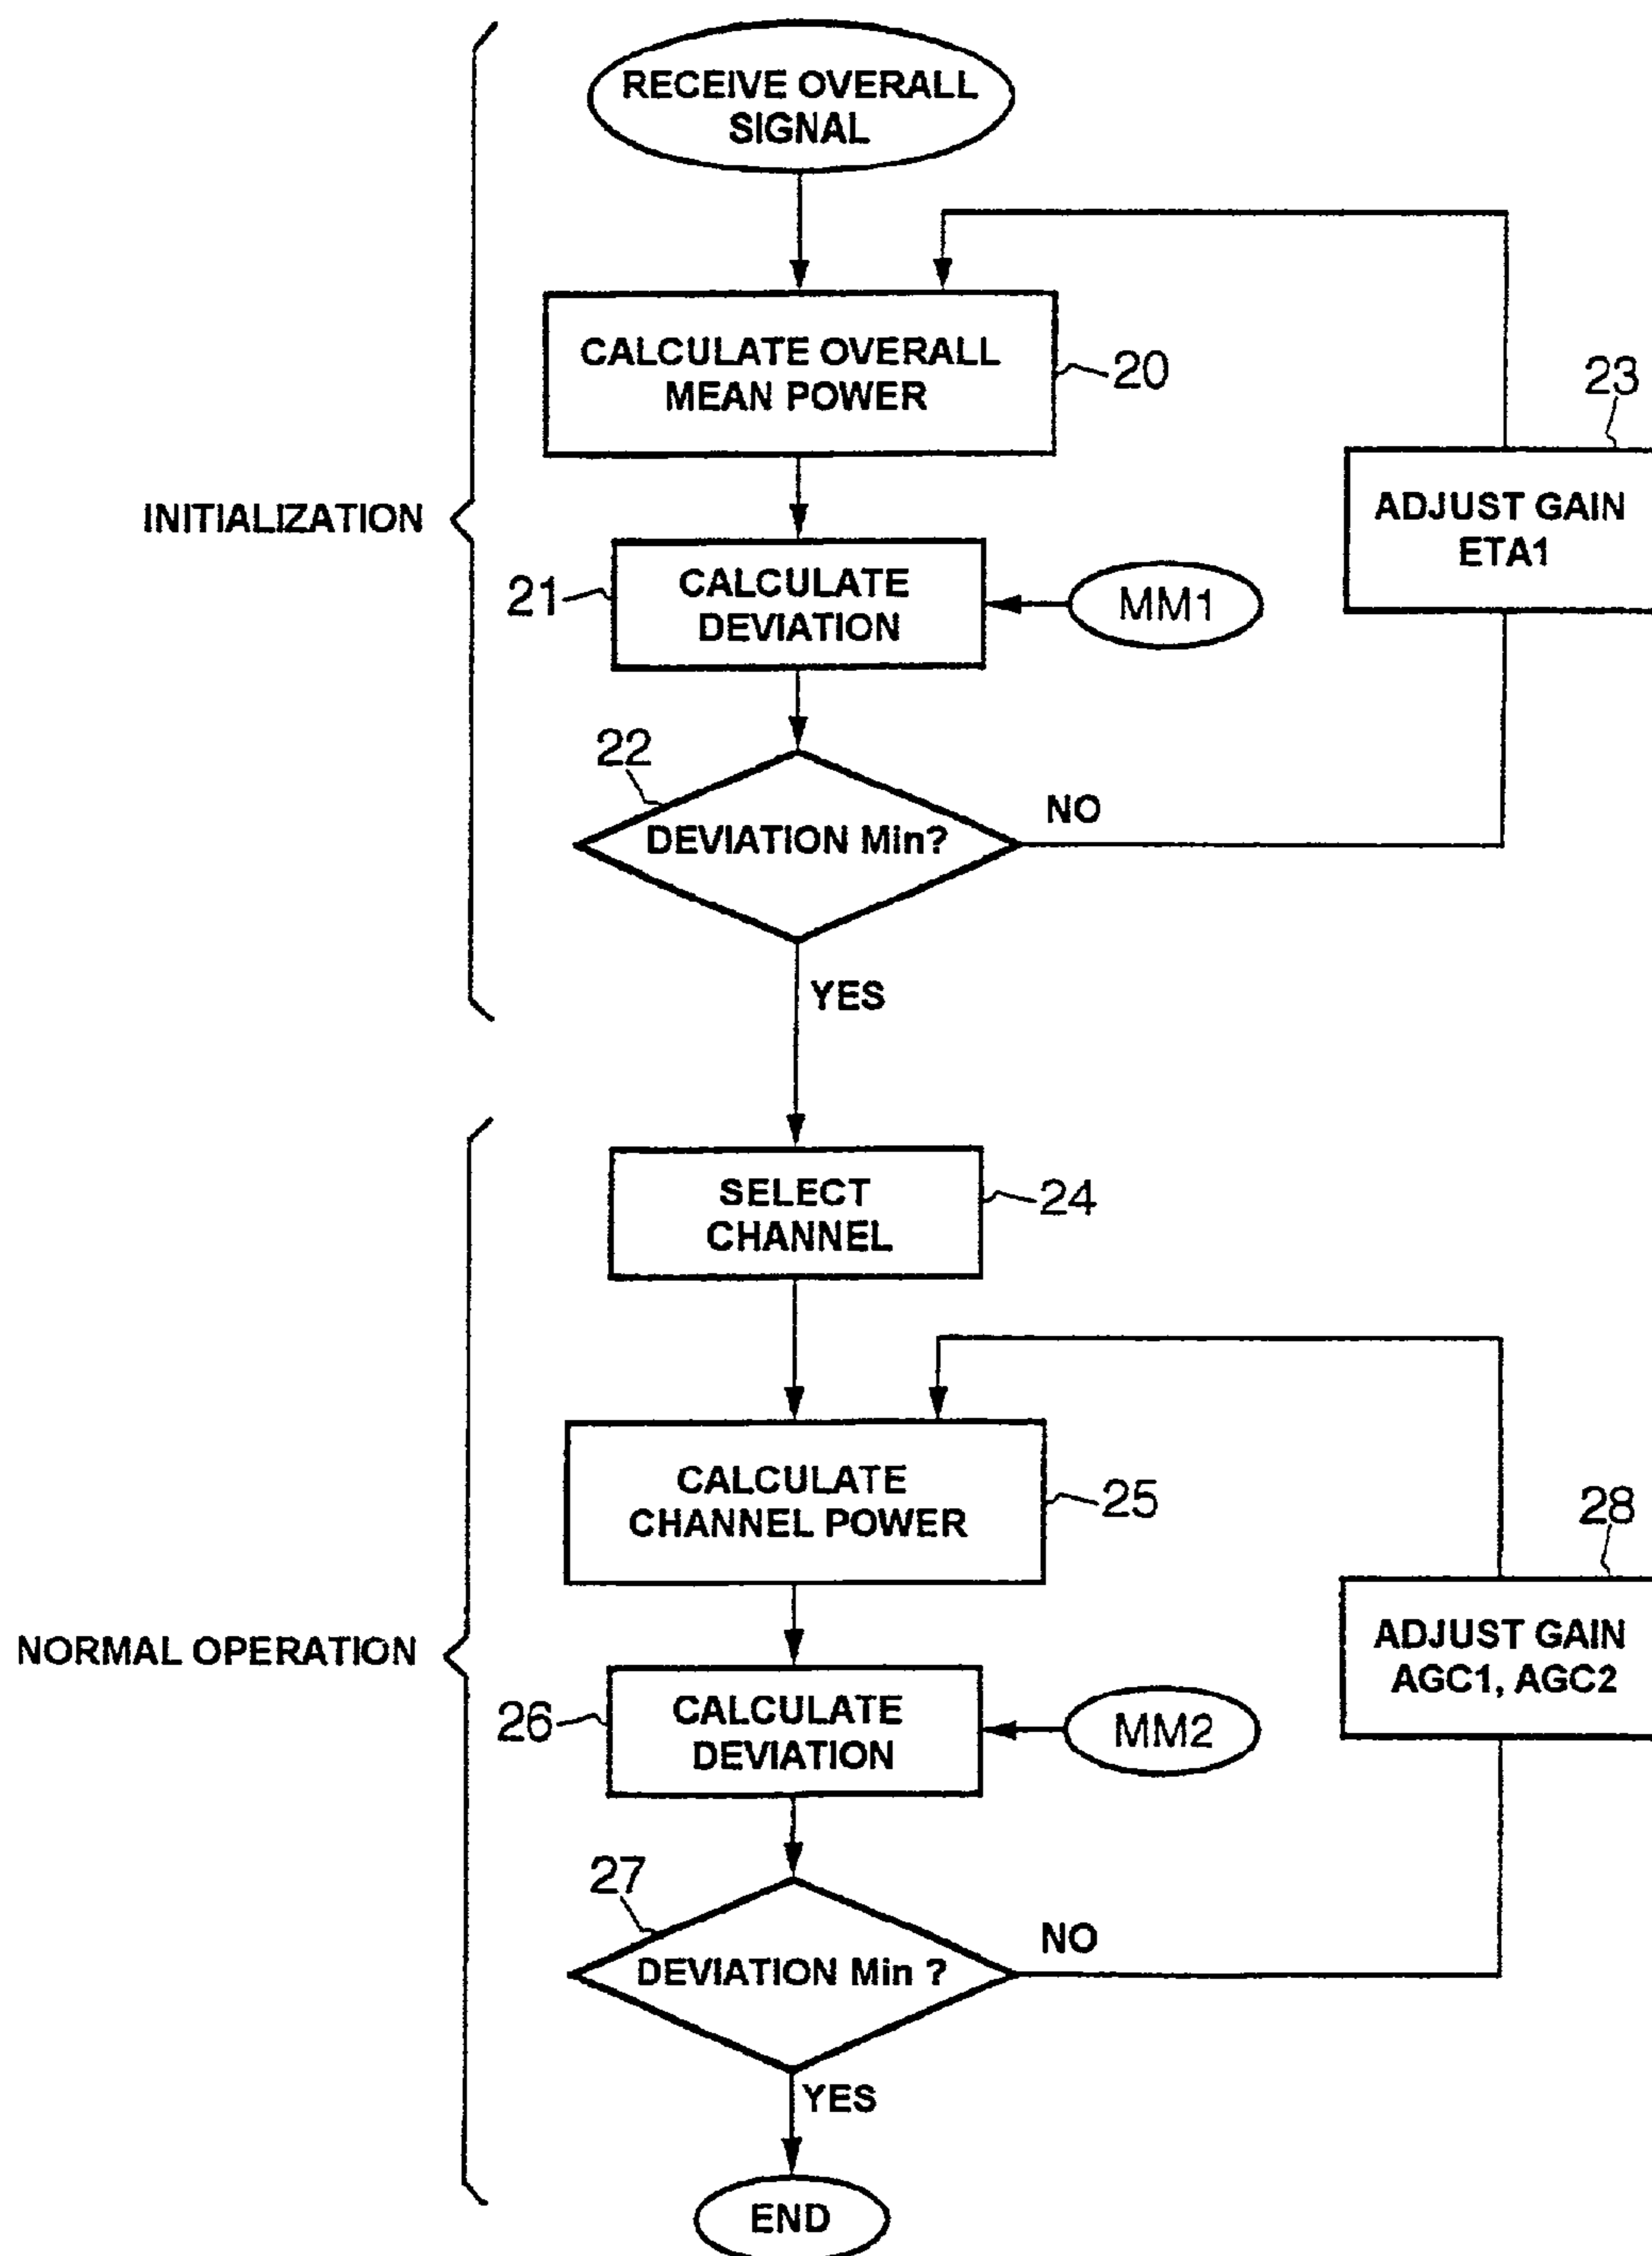 RECEIVE OVERALL
SIGNAL
CALCULATE OVERALL
MEAN POWER
20
23
ADJUST GAIN
ETA1
INITIALIZATION
21
CALCULATE
DEVIATION
MM1
22
DEVIATION Min?
NO
YES
SELECT
CHANNEL
24
CALCULATE
CHANNEL POWER
25
28
ADJUST GAIN
AGC1, AGC2
NORMAL OPERATION
26
CALCULATE
DEVIATION
MM2
27
DEVIATION Min ?
NO
YES
END